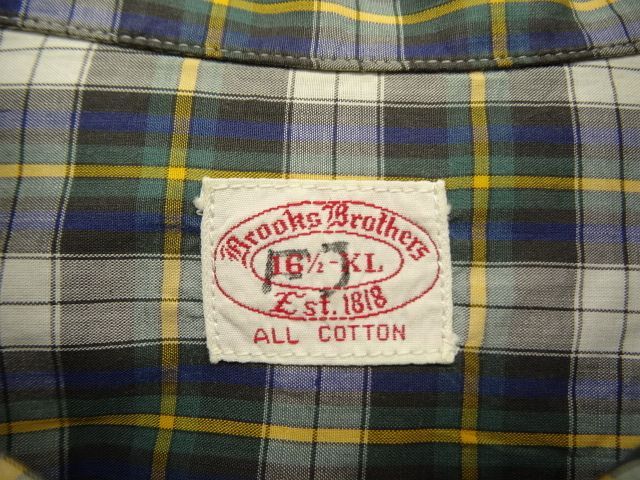 Brooks Brothers
16½-XL
Est. 1818
ALL COTTON